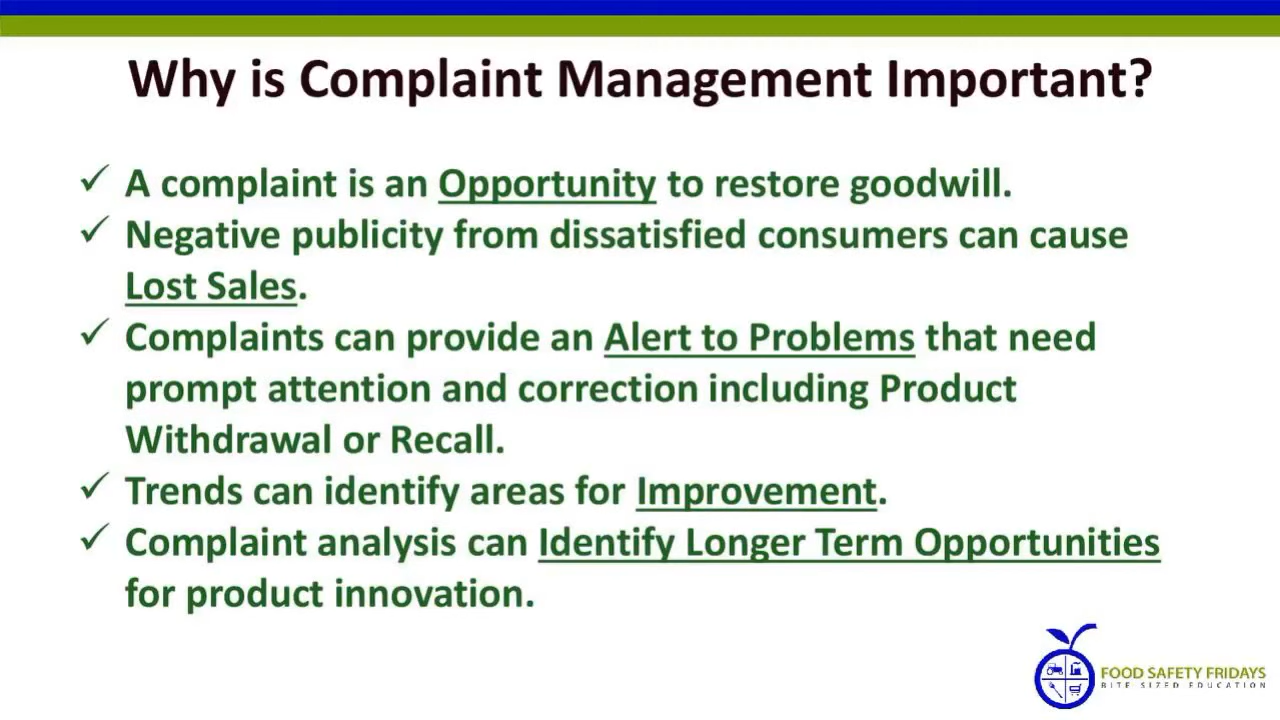 Why is Complaint Management Important?
✓ A complaint is an Opportunity to restore goodwill.
✓ Negative publicity from dissatisfied consumers can cause
Lost Sales.
✓ Complaints can provide an Alert to Problems that need
prompt attention and correction including Product
Withdrawal or Recall.
✓ Trends can identify areas for Improvement.
✓ Complaint analysis can Identify Longer Term Opportunities
for product innovation.
FOOD SAFETY FRIDAYS
BITE SIZED EDUCATION